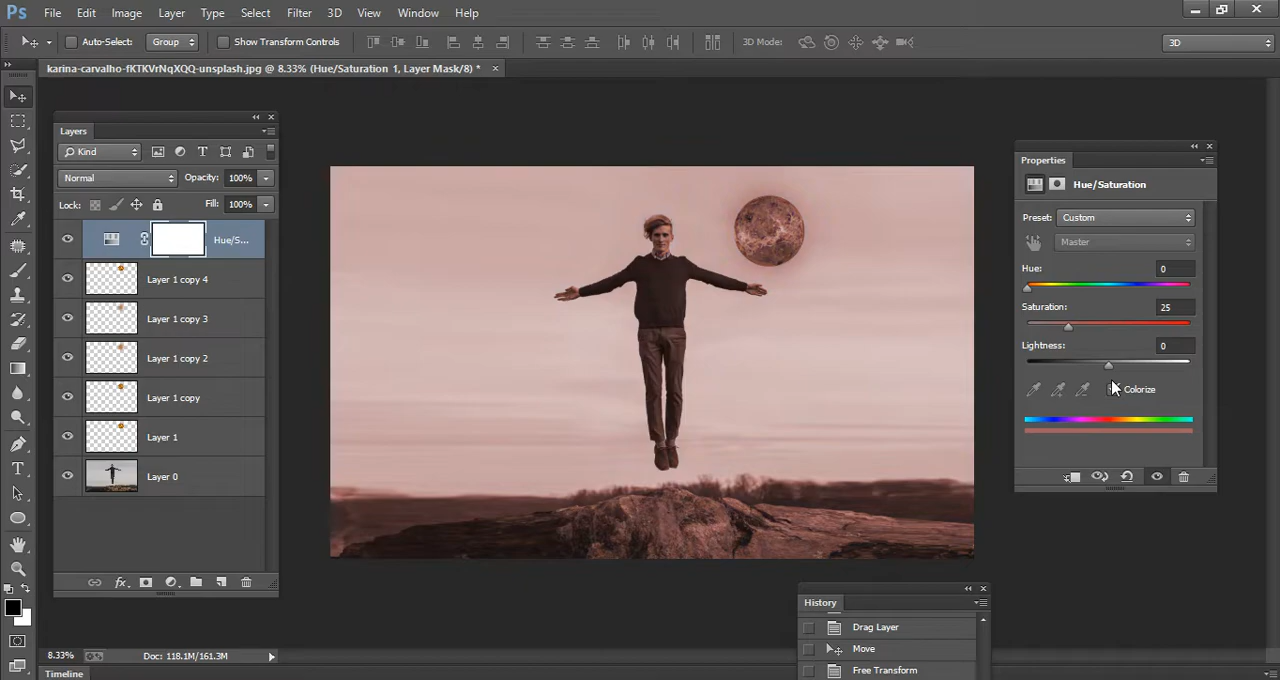 Ps File Edit Image Layer Type Select Filter 3D View Window Help
Auto-Select: Group Show Transform Controls 3D Mode: 3D
karina-carvalho-fKTKVrNqXQQ-unsplash.jpg @ 8.33% (Hue/Saturation 1, Layer Mask/8) *
Layers
Kind
Normal Opacity: 100%
Lock: Fill: 100%
Hue/S...
Layer 1 copy 4
Layer 1 copy 3
Layer 1 copy 2
Layer 1 copy
Layer 1
Layer 0
fx
Properties
Hue/Saturation
Preset: Custom
Master
Hue: 0
Saturation: 25
Lightness: 0
Colorize
History
Drag Layer
Move
Free Transform
8.33% Doc: 118.1M/161.3M
Timeline